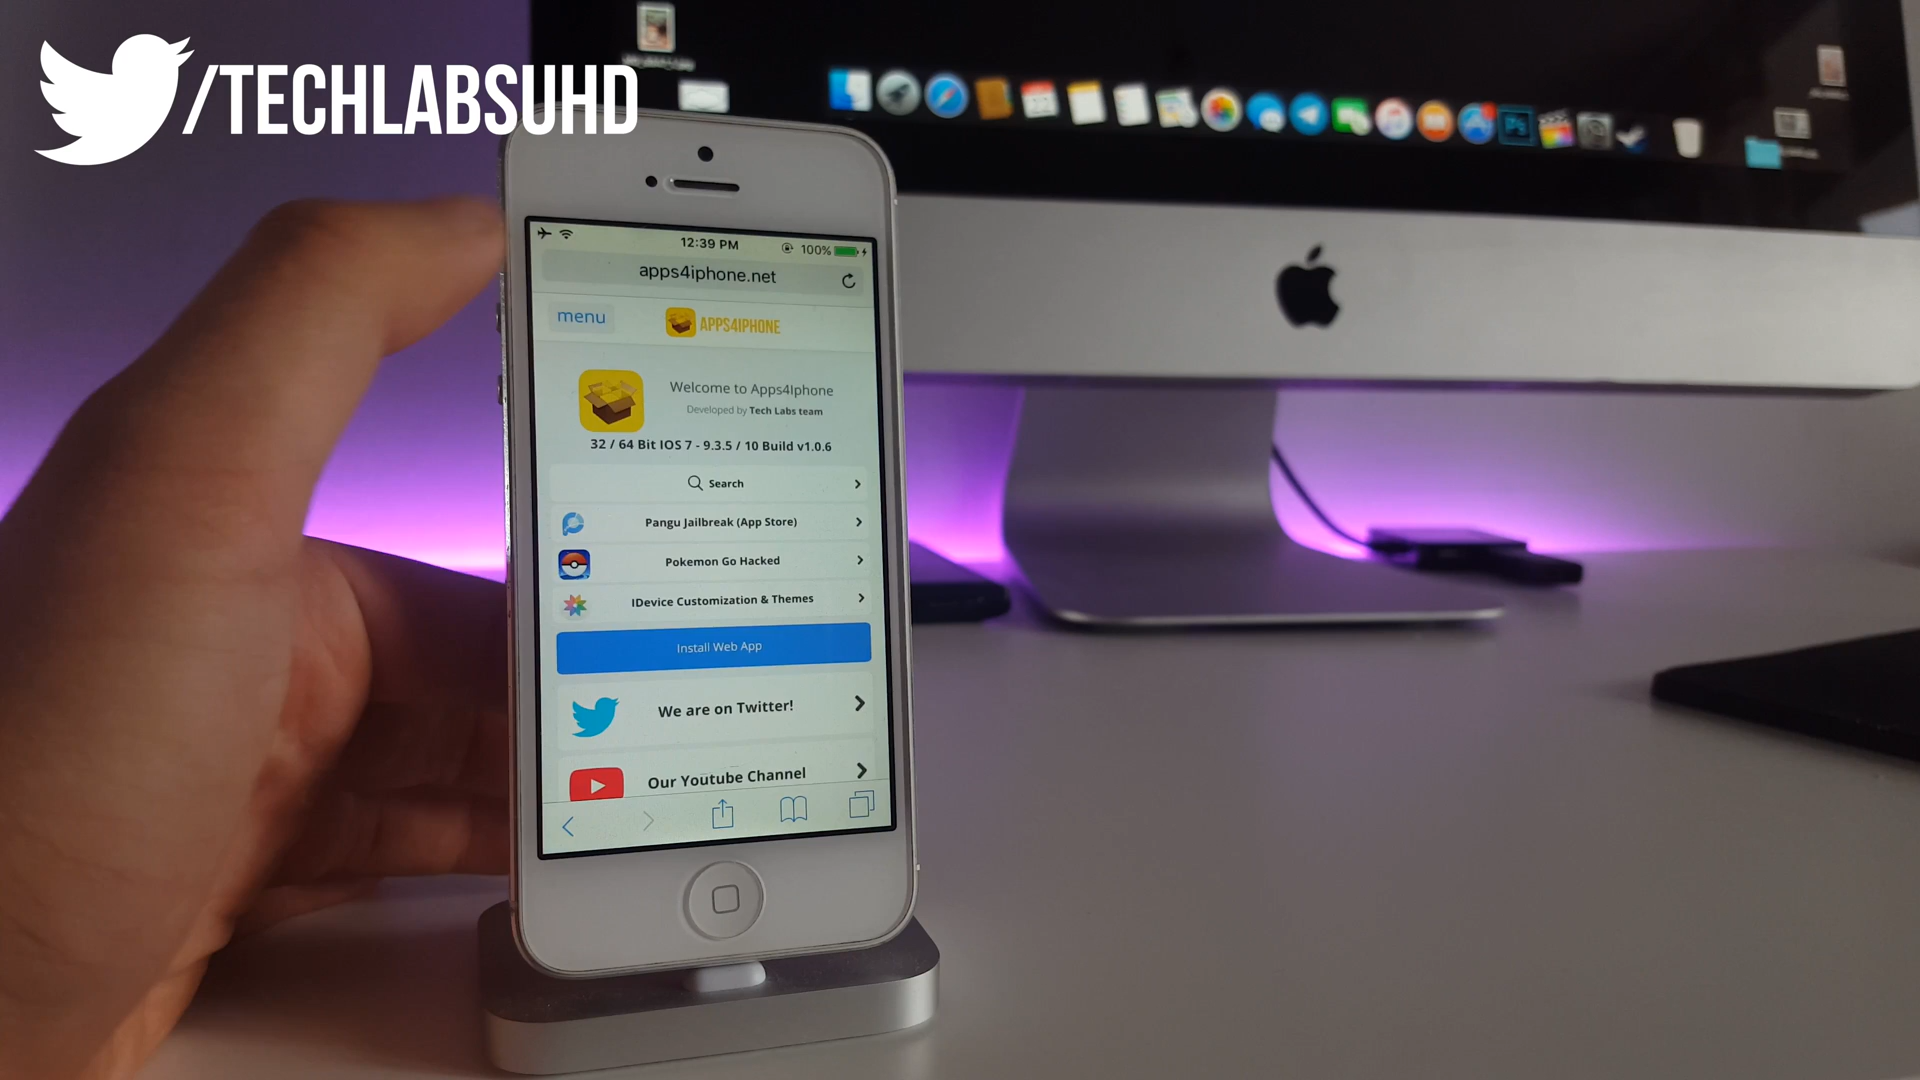 /TECHLABSUHD
12:39 PM
100%
apps4iphone.net
menu
APPS4IPHONE
Welcome to Apps4Iphone
Developed by Tech Labs team
32 / 64 Bit IOS 7 - 9.3.5 / 10 Build v1.0.6
Search
Pangu Jailbreak (App Store)
Pokemon Go Hacked
IDevice Customization & Themes
Install Web App
We are on Twitter!
Our Youtube Channel
Ps